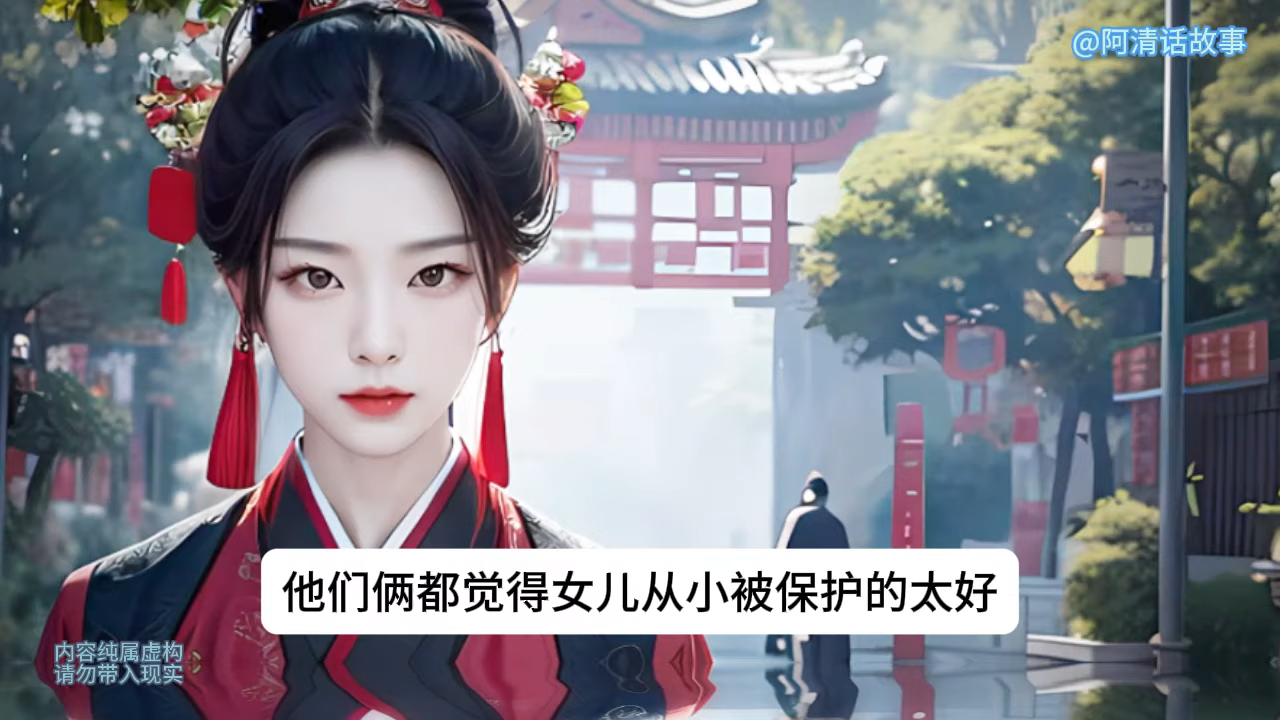 @阿清话故事
他们俩都觉得女儿从小被保护的太好
内容纯属虚构
请勿带入现实